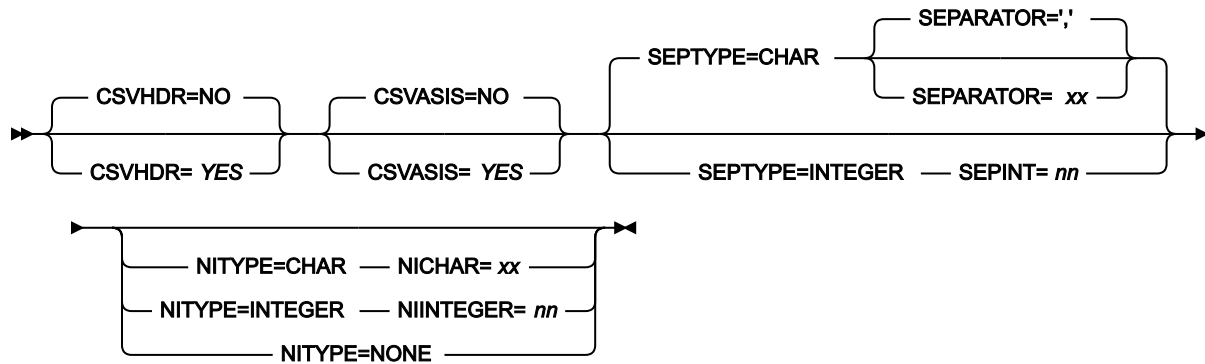 SEPARATOR=','
SEPTYPE=CHAR
CSVHDR=NO CSVASIS=NO SEPARATOR= xx
CSVHDR= YES CSVASIS= YES SEPTYPE=INTEGER SEPINT= nn
NITYPE=CHAR NICHAR= xx
NITYPE=INTEGER NIINTEGER= nn
NITYPE=NONE